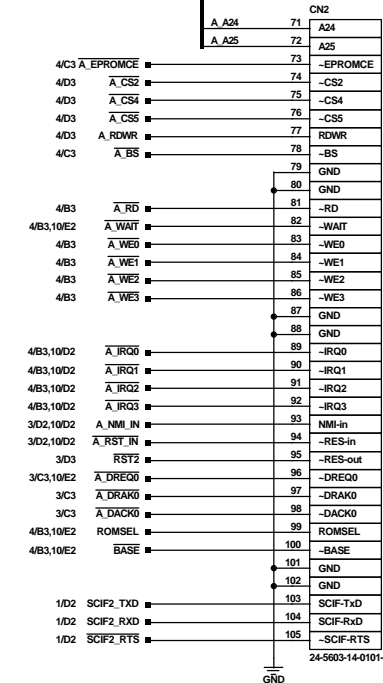 CN2
A_A24 71 A24
A_A25 72 A25
4/C3 A_EPROMCE 73 ~EPROMCE
4/D3 A_CS2 74 ~CS2
4/D3 A_CS4 75 ~CS4
4/D3 A_CS5 76 ~CS5
4/D3 A_RDWR 77 RDWR
4/C3 A_BS 78 ~BS
79 GND
80 GND
4/B3 A_RD 81 ~RD
4/B3,10/E2 A_WAIT 82 ~WAIT
4/B3 A_WE0 83 ~WE0
4/B3 A_WE1 84 ~WE1
4/B3 A_WE2 85 ~WE2
4/B3 A_WE3 86 ~WE3
87 GND
88 GND
4/B3,10/D2 A_IRQ0 89 ~IRQ0
4/B3,10/D2 A_IRQ1 90 ~IRQ1
4/B3,10/D2 A_IRQ2 91 ~IRQ2
4/B3,10/D2 A_IRQ3 92 ~IRQ3
3/D2,10/D2 A_NMI_IN 93 NMI-in
3/D2,10/D2 A_RST_IN 94 ~RES-in
3/D3 RST2 95 ~RES-out
3/C3,10/E2 A_DREQ0 96 ~DREQ0
3/C3 A_DRAK0 97 ~DRAK0
3/C3 A_DACK0 98 ~DACK0
4/B3,10/E2 ROMSEL 99 ROMSEL
4/B3,10/E2 BASE 100 ~BASE
101 GND
102 GND
1/D2 SCIF2_TXD 103 SCIF-TxD
1/D2 SCIF2_RXD 104 SCIF-RxD
1/D2 SCIF2_RTS 105 ~SCIF-RTS
24-5603-14-0101-
GND